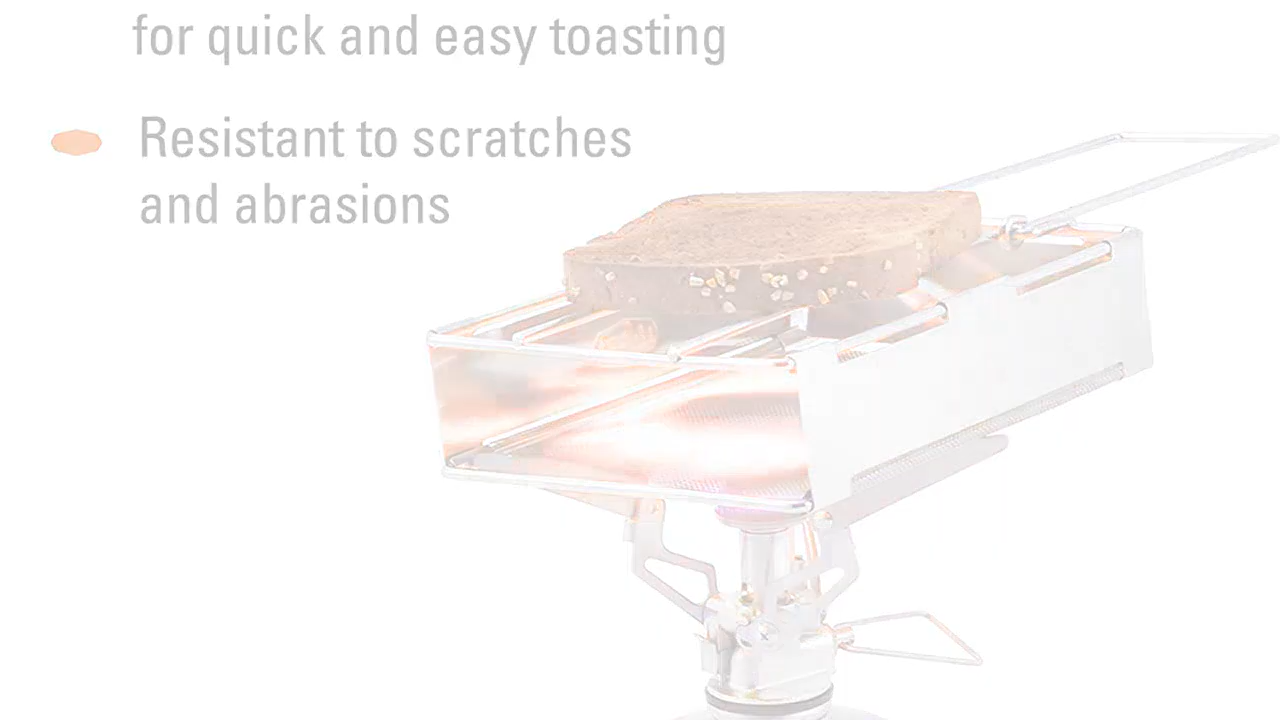 for quick and easy toasting
Resistant to scratches
and abrasions